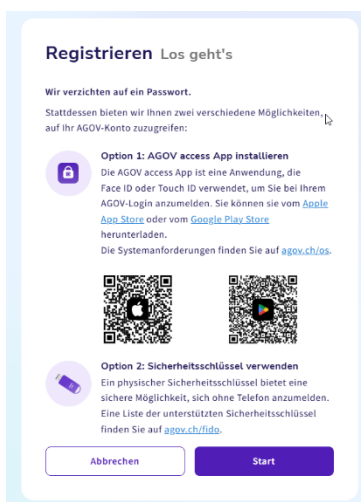 Registrieren Los geht's
Wir verzichten auf ein Passwort.
Stattdessen bieten wir Ihnen zwei verschiedene Möglichkeiten,
auf Ihr AGOV-Konto zuzugreifen:
Option 1: AGOV access App installieren
Die AGOV access App ist eine Anwendung, die
Face ID oder Touch ID verwendet, um Sie bei Ihrem
AGOV-Login anzumelden. Sie können sie vom Apple
App Store oder vom Google Play Store
herunterladen.
Die Systemanforderungen finden Sie auf agov.ch/os.
Option 2: Sicherheitsschlüssel verwenden
Ein physischer Sicherheitsschlüssel bietet eine
sichere Möglichkeit, sich ohne Telefon anzumelden.
Eine Liste der unterstützten Sicherheitsschlüssel
finden Sie auf agov.ch/fido.
Abbrechen Start